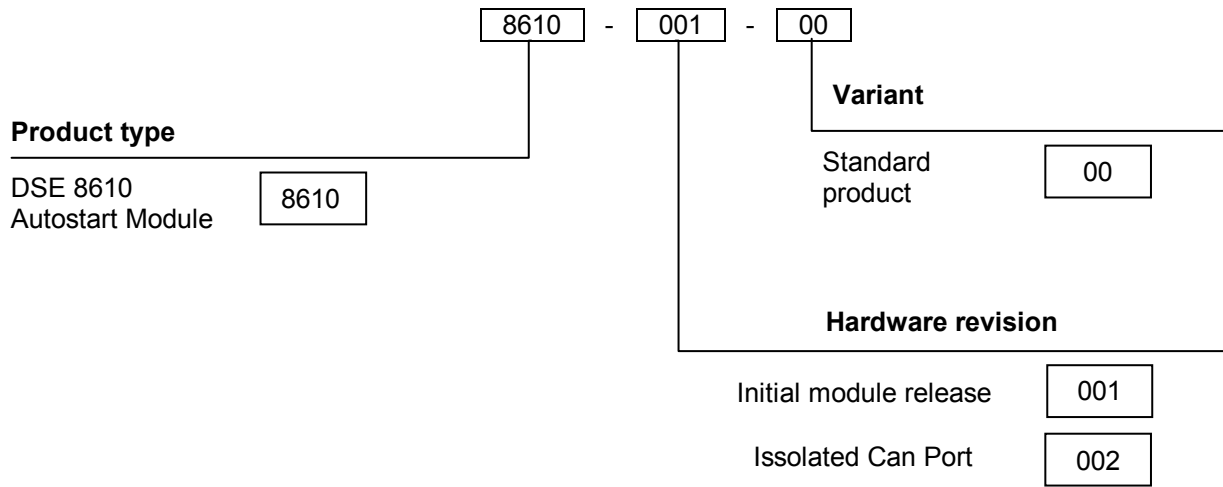 8610 - 001 - 00
Variant
Product type
Standard
product
00
DSE 8610
Autostart Module
8610
Hardware revision
Initial module release
001
Issolated Can Port
002